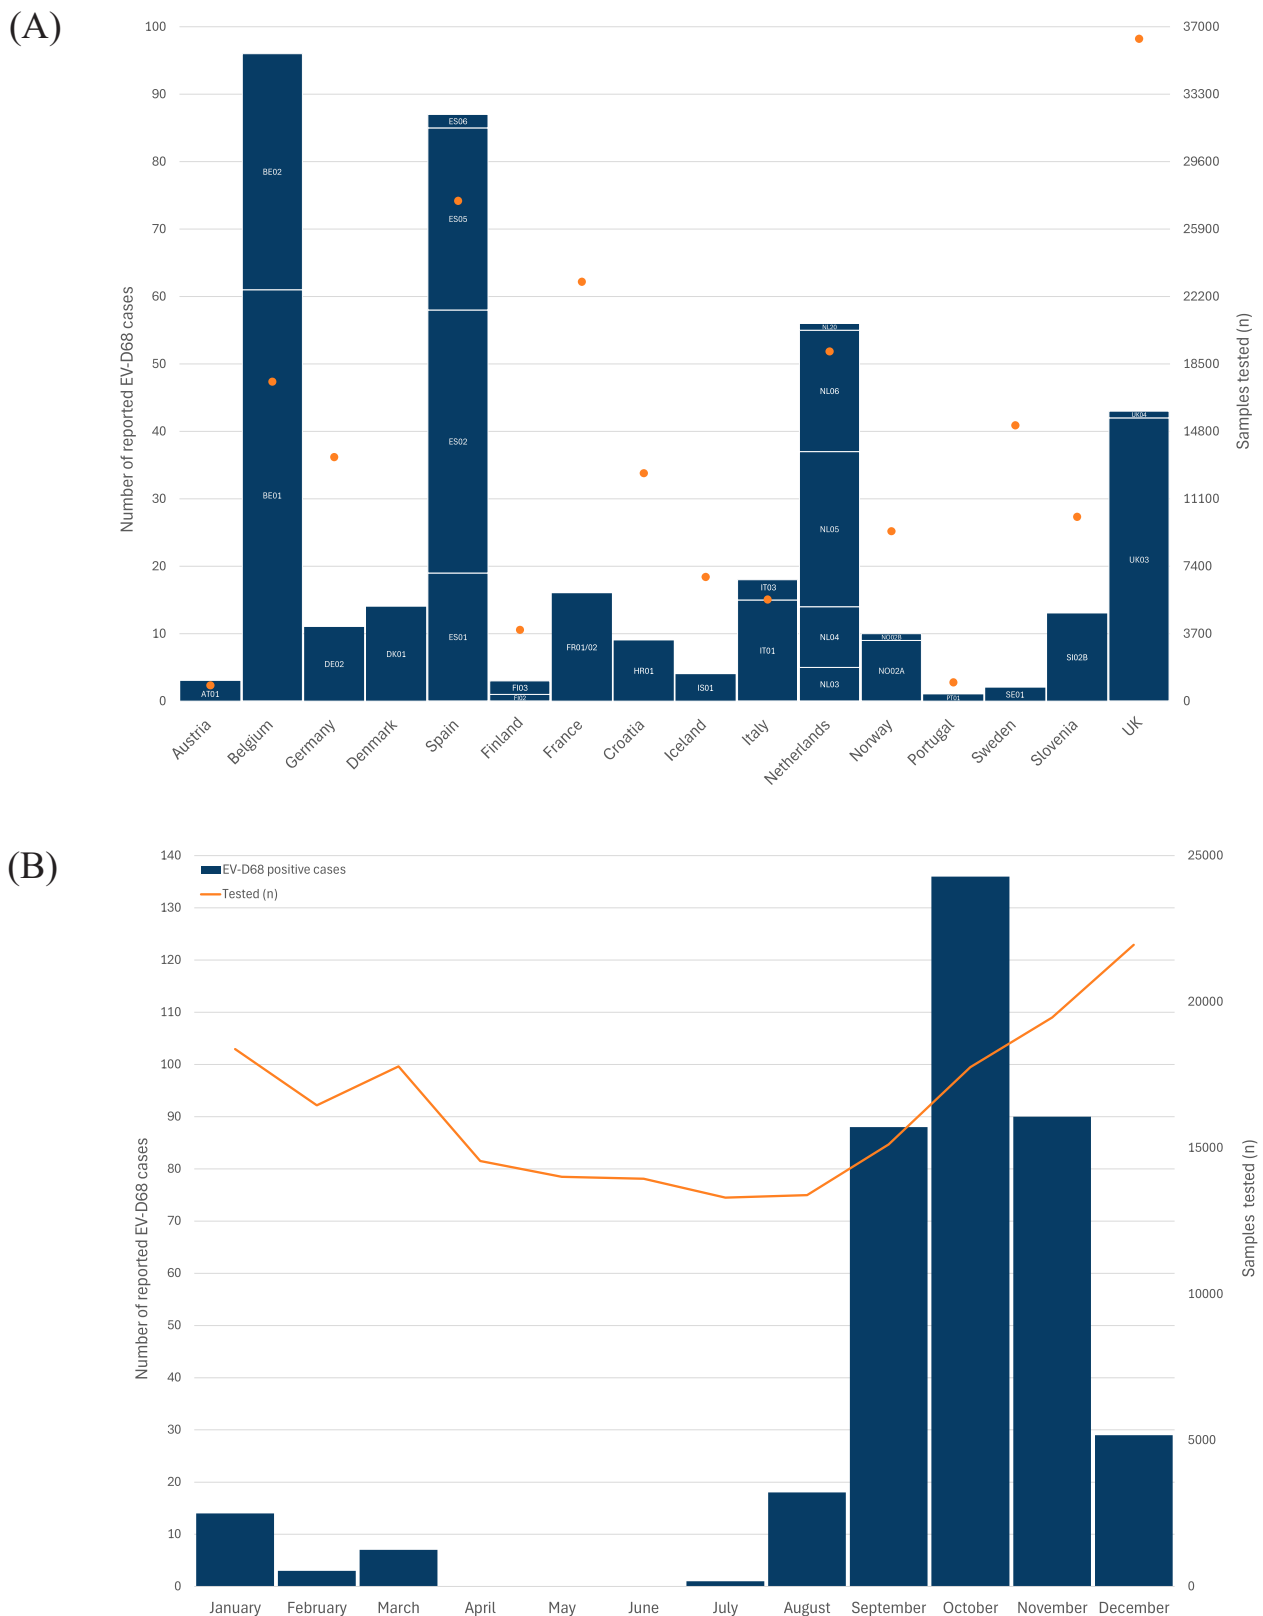 (A)
100
90
80
70
60
50
40
30
20
10
0
Number of reported EV-D68 cases
37000
33300
29600
25900
22200
18500
14800
11100
7400
3700
0
Samples tested (n)
AT01
BE02
BE01
DE02
DK01
ES06
ES05
ES02
ES01
FI03
FI02
FR01/02
HR01
IS01
IT03
IT01
NL20
NL06
NL05
NL04
NL03
NO02B
NO02A
PT01
SE01
SI02B
UK04
UK03
Austria
Belgium
Germany
Denmark
Spain
Finland
France
Croatia
Iceland
Italy
Netherlands
Norway
Portugal
Sweden
Slovenia
UK
(B)
140
130
120
110
100
90
80
70
60
50
40
30
20
10
0
Number of reported EV-D68 cases
EV-D68 positive cases
Tested (n)
25000
20000
15000
10000
5000
0
Samples tested (n)
January February March April May June July August September October November December